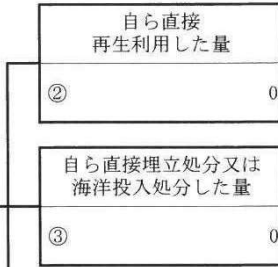 自ら直接
再生利用した量
② 0
自ら直接埋立処分又は
海洋投入処分した量
③ 0